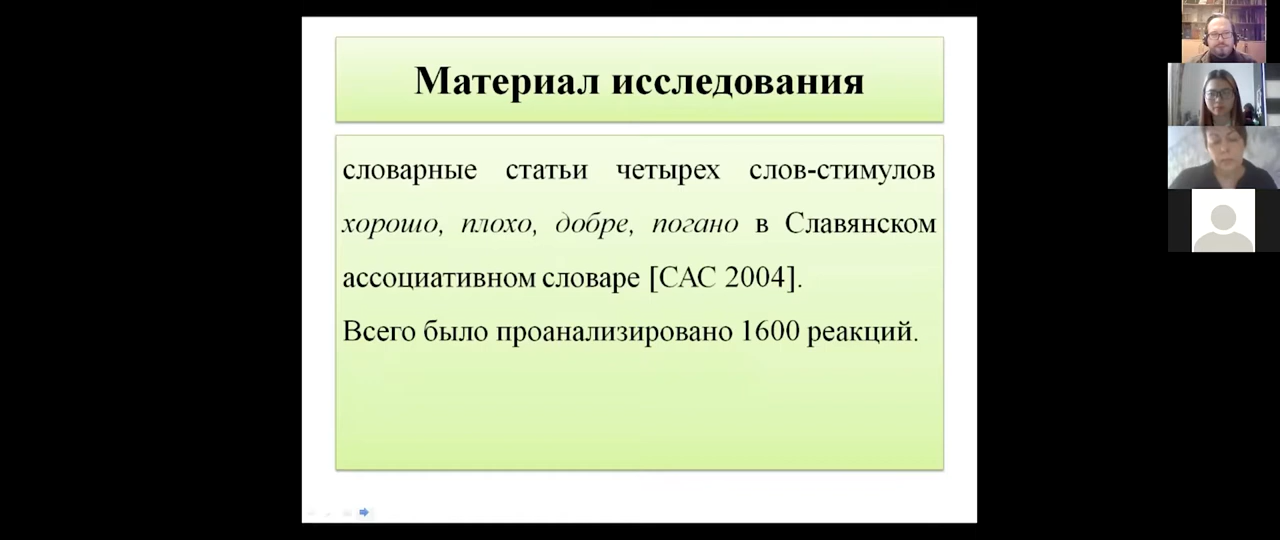 Материал исследования
словарные статьи четырех слов-стимулов
хорошо, плохо, добре, погано в Славянском
ассоциативном словаре [САС 2004].
Всего было проанализировано 1600 реакций.